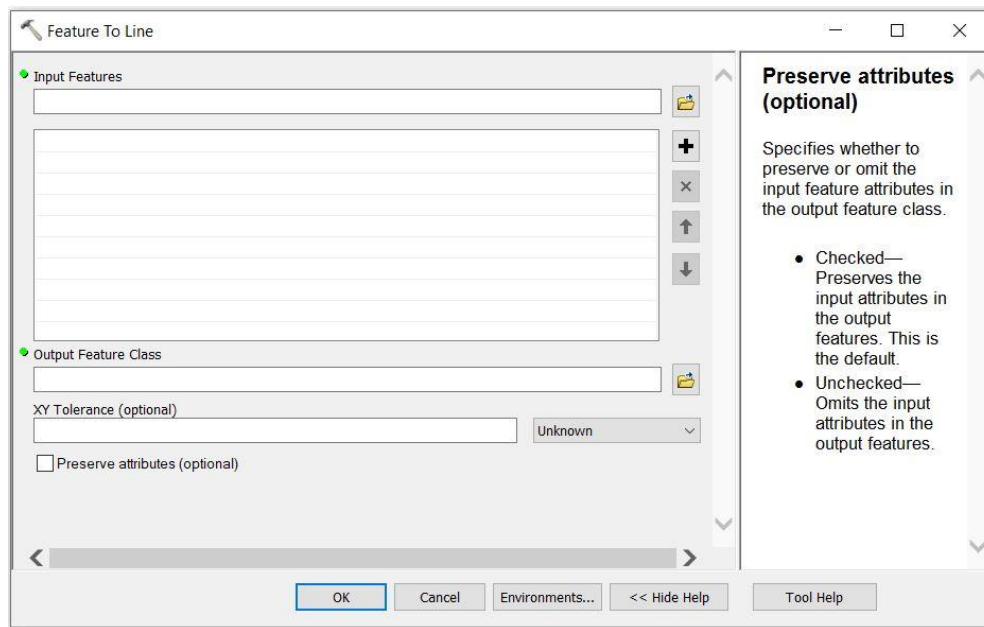 Feature To Line
Input Features
Output Feature Class
XY Tolerance (optional)
Unknown
Preserve attributes (optional)
Preserve attributes
(optional)
Specifies whether to
preserve or omit the
input feature attributes in
the output feature class.
● Checked—
Preserves the
input attributes in
the output
features. This is
the default.
● Unchecked—
Omits the input
attributes in the
output features.
OK Cancel Environments... << Hide Help Tool Help